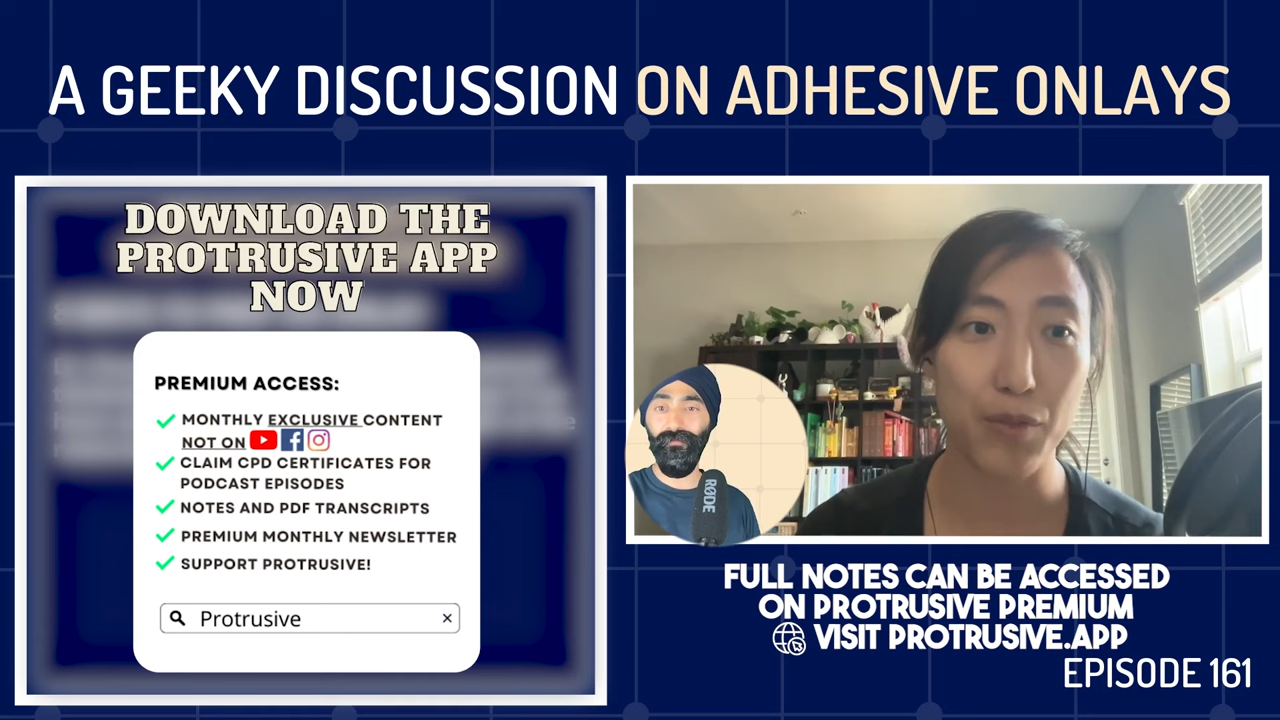 A GEEKY DISCUSSION ON ADHESIVE ONLAYS
DOWNLOAD THE
PROTRUSIVE APP
NOW
PREMIUM ACCESS:
MONTHLY EXCLUSIVE CONTENT
NOT ON
CLAIM CPD CERTIFICATES FOR
PODCAST EPISODES
NOTES AND PDF TRANSCRIPTS
PREMIUM MONTHLY NEWSLETTER
SUPPORT PROTRUSIVE!
Protrusive
RØDE
FULL NOTES CAN BE ACCESSED
ON PROTRUSIVE PREMIUM
VISIT PROTRUSIVE.APP
EPISODE 161